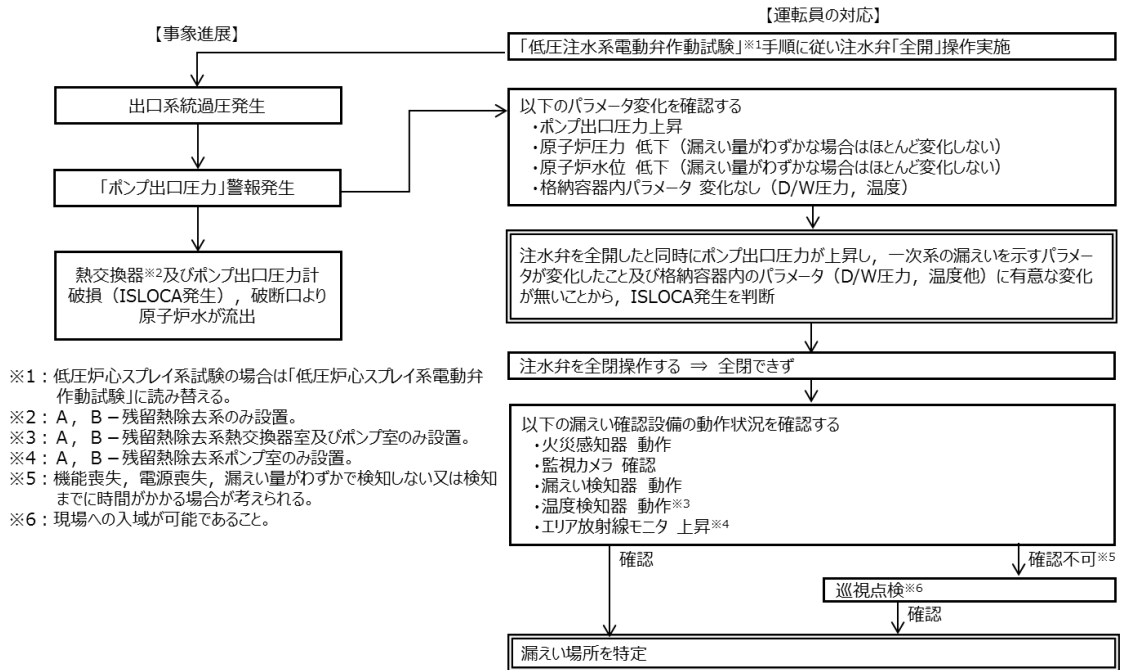 【事象進展】
出口系統過圧発生
「ポンプ出口圧力」警報発生
熱交換器※2及びポンプ出口圧力計
破損（ISLOCA発生），破断口より
原子炉水が流出
※1：低圧炉心スプレイ系試験の場合は「低圧炉心スプレイ系電動弁
作動試験」に読み替える。
※2：A，B－残留熱除去系のみ設置。
※3：A，B－残留熱除去系熱交換器室及びポンプ室のみ設置。
※4：A，B－残留熱除去系ポンプ室のみ設置。
※5：機能喪失，電源喪失，漏えい量がわずかで検知しない又は検知
までに時間がかかる場合が考えられる。
※6：現場への入域が可能であること。
【運転員の対応】
「低圧注水系電動弁作動試験」※1手順に従い注水弁「全開」操作実施
以下のパラメータ変化を確認する
・ポンプ出口圧力上昇
・原子炉圧力 低下（漏えい量がわずかな場合はほとんど変化しない）
・原子炉水位 低下（漏えい量がわずかな場合はほとんど変化しない）
・格納容器内パラメータ 変化なし（D/W圧力，温度）
注水弁を全開したと同時にポンプ出口圧力が上昇し，一次系の漏えいを示すパラメー
タが変化したこと及び格納容器内のパラメータ（D/W圧力，温度他）に有意な変化
が無いことから，ISLOCA発生を判断
注水弁を全閉操作する ⇒ 全閉できず
以下の漏えい確認設備の動作状況を確認する
・火災感知器 動作
・監視カメラ 確認
・漏えい検知器 動作
・温度検知器 動作※3
・エリア放射線モニタ 上昇※4
確認
確認不可※5
巡視点検※6
確認
漏えい場所を特定